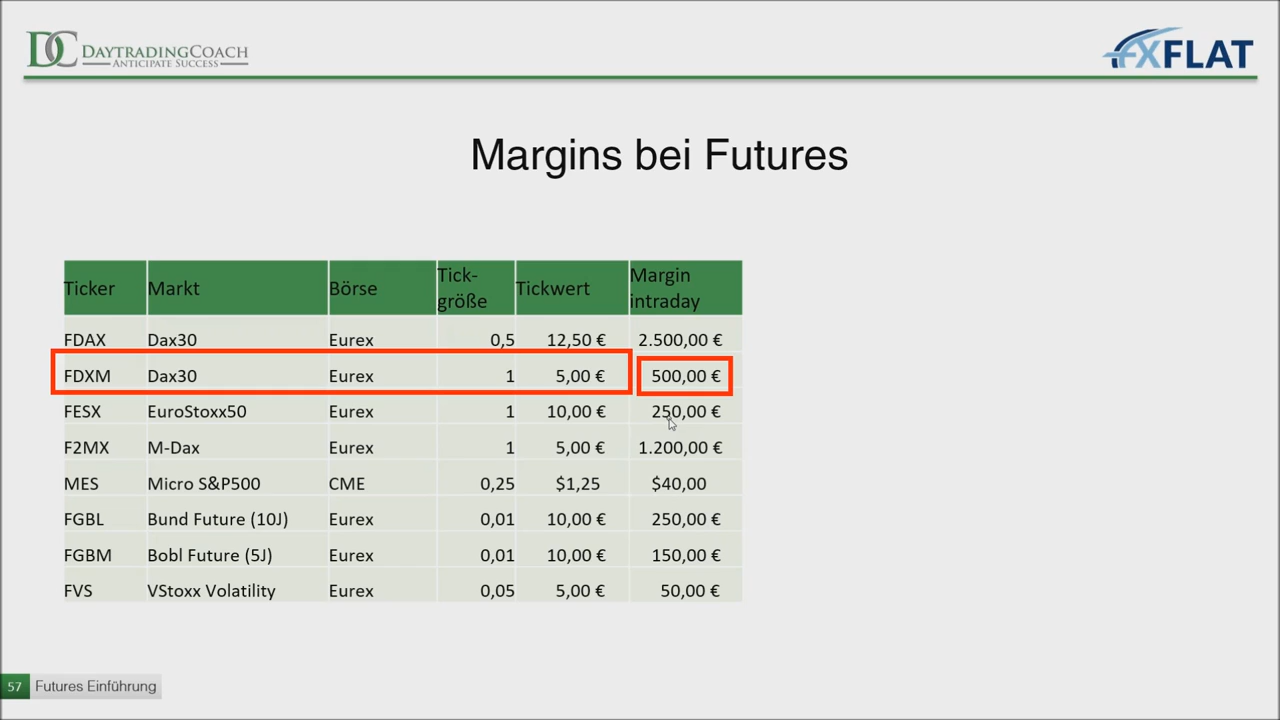 DC DAYTRADINGCOACH
ANTICIPATE SUCCESS
FXFLAT
Margins bei Futures
Ticker Markt Börse Tick-größe Tickwert Margin intraday
FDAX Dax30 Eurex 0,5 12,50 € 2.500,00 €
FDXM Dax30 Eurex 1 5,00 € 500,00 €
FESX EuroStoxx50 Eurex 1 10,00 € 250,00 €
F2MX M-Dax Eurex 1 5,00 € 1.200,00 €
MES Micro S&P500 CME 0,25 $1,25 $40,00
FGBL Bund Future (10J) Eurex 0,01 10,00 € 250,00 €
FGBM Bobl Future (5J) Eurex 0,01 10,00 € 150,00 €
FVS VStoxx Volatility Eurex 0,05 5,00 € 50,00 €
57 Futures Einführung